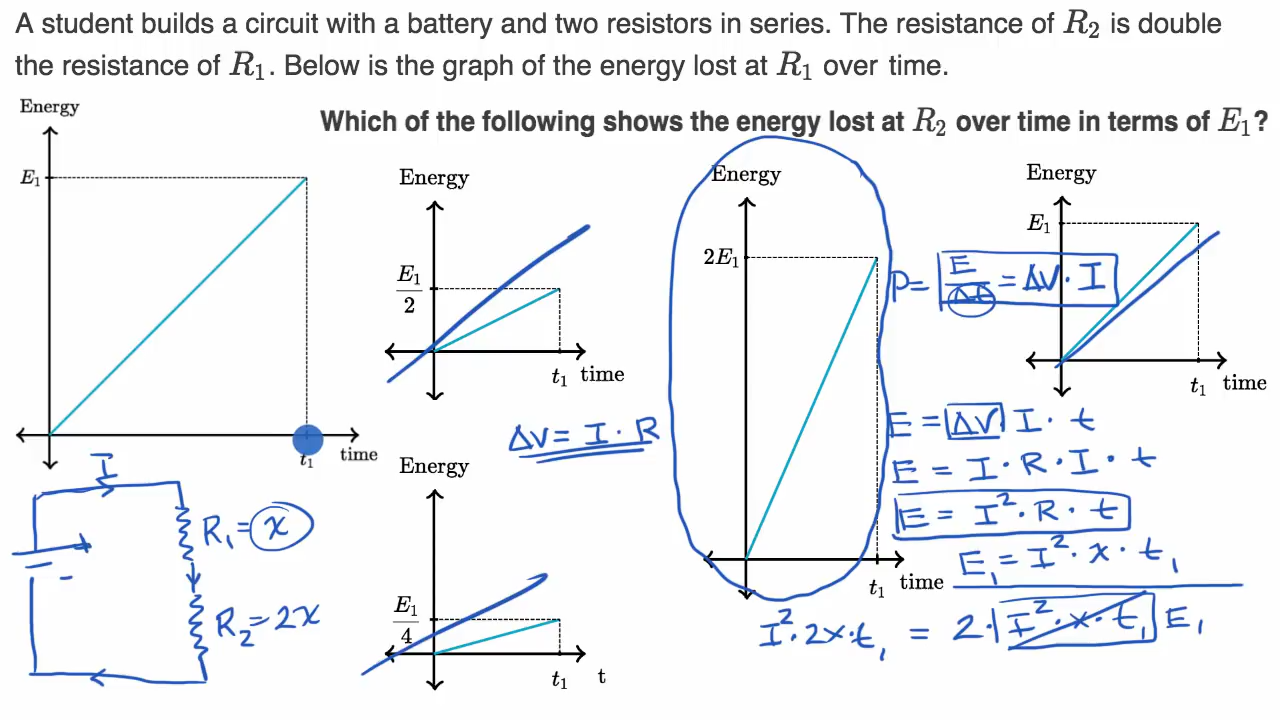 A student builds a circuit with a battery and two resistors in series. The resistance of R₂ is double
the resistance of R₁. Below is the graph of the energy lost at R₁ over time.
Which of the following shows the energy lost at R₂ over time in terms of E₁?
Energy
E₁
t₁
time
Energy
E₁
2
t₁ time
Energy
2E₁
t₁ time
Energy
E₁
t₁ time
Energy
E₁
4
t₁ t
P = E/Δt = ΔV · I
ΔV = I · R
E = ΔV I · t
E = I · R · I · t
E = I² · R · t
E₁ = I² · x · t₁
I² · 2x · t₁ = 2 · I² · x · t₁ E₁
I
R₁ = x
R₂ = 2x
-